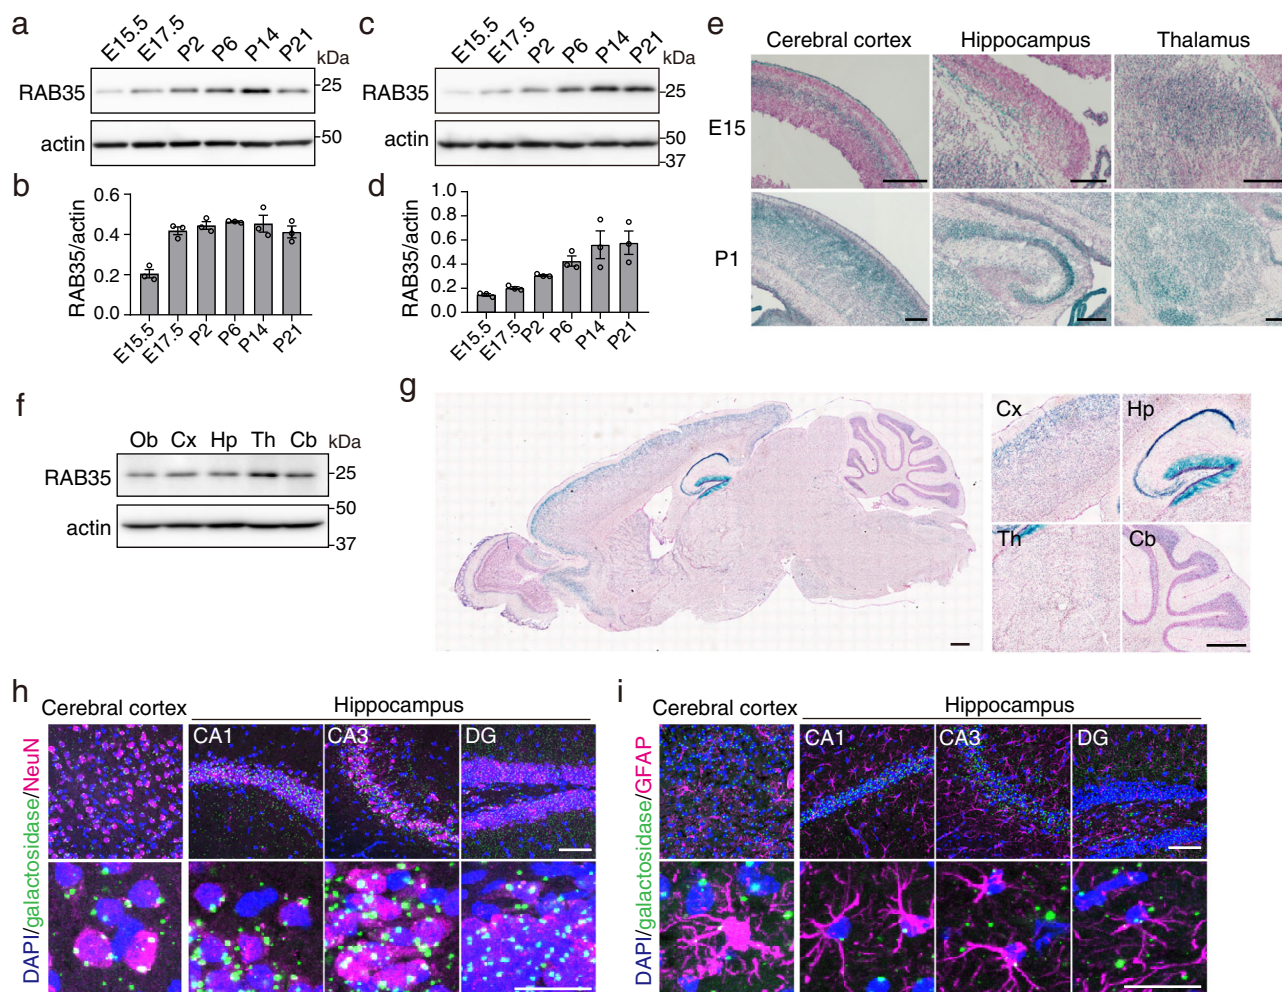 a
E15.5 E17.5 P2 P6 P14 P21
kDa
RAB35
25
actin
50
b
RAB35/actin
0.6
0.4
0.2
0
E15.5 E17.5 P2 P6 P14 P21
c
E15.5 E17.5 P2 P6 P14 P21
kDa
RAB35
25
actin
50
37
d
RAB35/actin
1.0
0.8
0.6
0.4
0.2
0
E15.5 E17.5 P2 P6 P14 P21
e
Cerebral cortex Hippocampus Thalamus
E15
P1
f
Ob Cx Hp Th Cb
kDa
RAB35
25
actin
50
37
g
Cx Hp
Th Cb
h
Cerebral cortex Hippocampus
CA1 CA3 DG
DAPI/galactosidase/NeuN
i
Cerebral cortex Hippocampus
CA1 CA3 DG
DAPI/galactosidase/GFAP